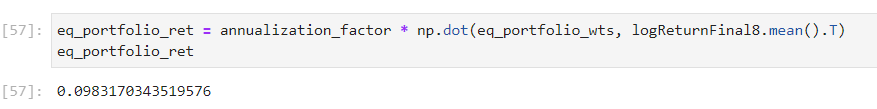 [57]: eq_portfolio_ret = annualization_factor * np.dot(eq_portfolio_wts, logReturnFinal8.mean().T)
eq_portfolio_ret
[57]: 0.0983170343519576